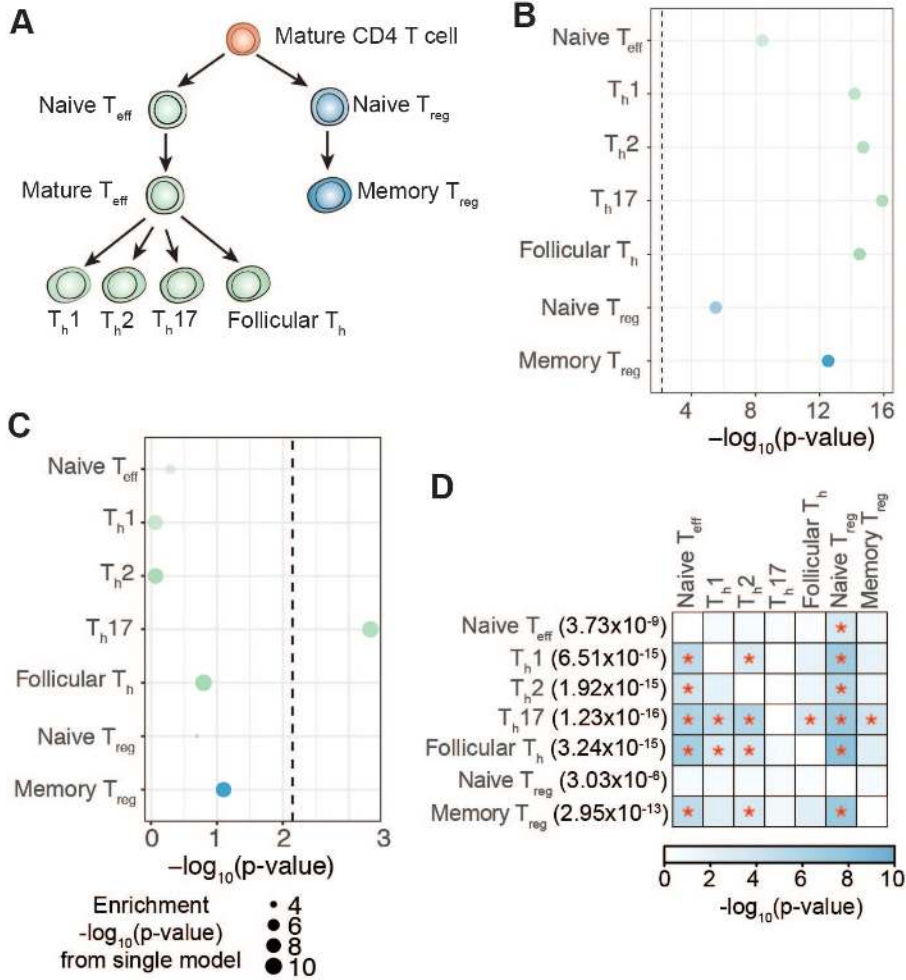 A
Mature CD4 T cell
Naive Teff
Naive Treg
Mature Teff
Memory Treg
Th1
Th2
Th17
Follicular Th
B
Naive Teff
Th1
Th2
Th17
Follicular Th
Naive Treg
Memory Treg
4 8 12 16
–log10(p-value)
C
Naive Teff
Th1
Th2
Th17
Follicular Th
Naive Treg
Memory Treg
0 1 2 3
–log10(p-value)
Enrichment
-log10(p-value)
from single model
4
6
8
10
D
Naive Teff
Th1
Th2
Th17
Follicular Th
Naive Treg
Memory Treg
Naive Teff (3.73x10-9)
Th1 (6.51x10-15)
Th2 (1.92x10-15)
Th17 (1.23x10-16)
Follicular Th (3.24x10-15)
Naive Treg (3.03x10-6)
Memory Treg (2.95x10-13)
0 2 4 6 8 10
-log10(p-value)